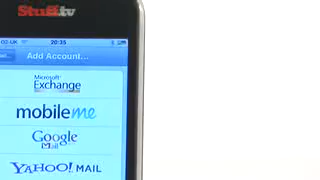 Stuff.tv
O2-UK 20:35
Add Account...
Microsoft
Exchange
mobileme
Google
Mail
YAHOO! MAIL